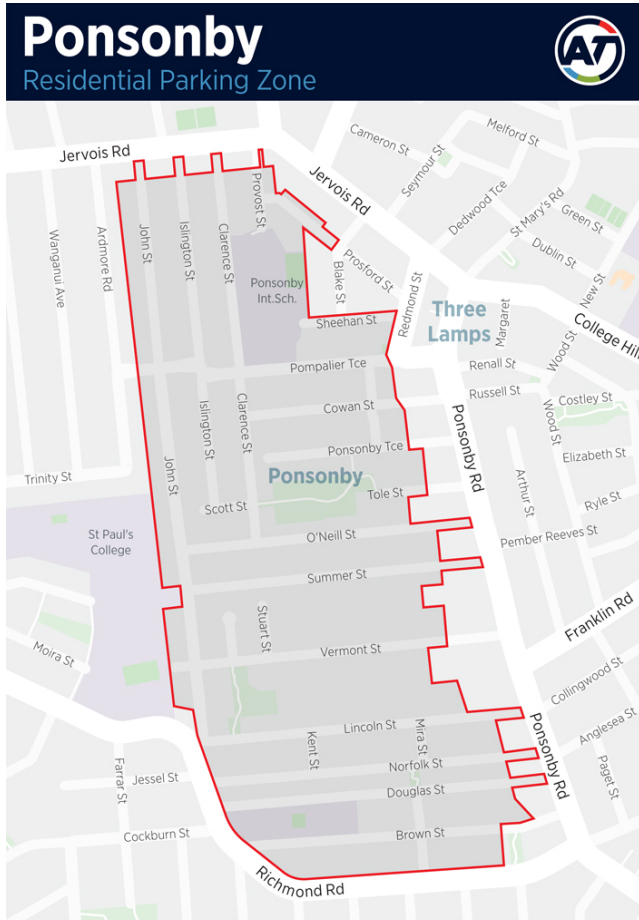 Ponsonby
Residential Parking Zone
AT
Jervois Rd
Cameron St
Melford St
Seymour St
Jervois Rd
Provost St
Dedwood Tce
St Mary's Rd
Green St
Dublin St
Wanganui Ave
Ardmore Rd
John St
Islington St
Clarence St
Prosford St
Blake St
Ponsonby
Int.Sch.
Redmond St
New St
Three
Lamps
Margaret
College Hill
Sheehan St
Pompalier Tce
Renall St
Wood St
Russell St
Costley St
Islington St
Clarence St
Cowan St
Ponsonby Rd
Wood St
Ponsonby Tce
Elizabeth St
Trinity St
John St
Ponsonby
Arthur St
Tole St
Ryle St
Scott St
St Paul's
College
O'Neill St
Pember Reeves St
Summer St
Stuart St
Franklin Rd
Moira St
Vermont St
Collingwood St
Lincoln St
Ponsonby Rd
Anglesea St
Kent St
Mira St
Farrar St
Jessel St
Norfolk St
Paget St
Douglas St
Cockburn St
Brown St
Richmond Rd